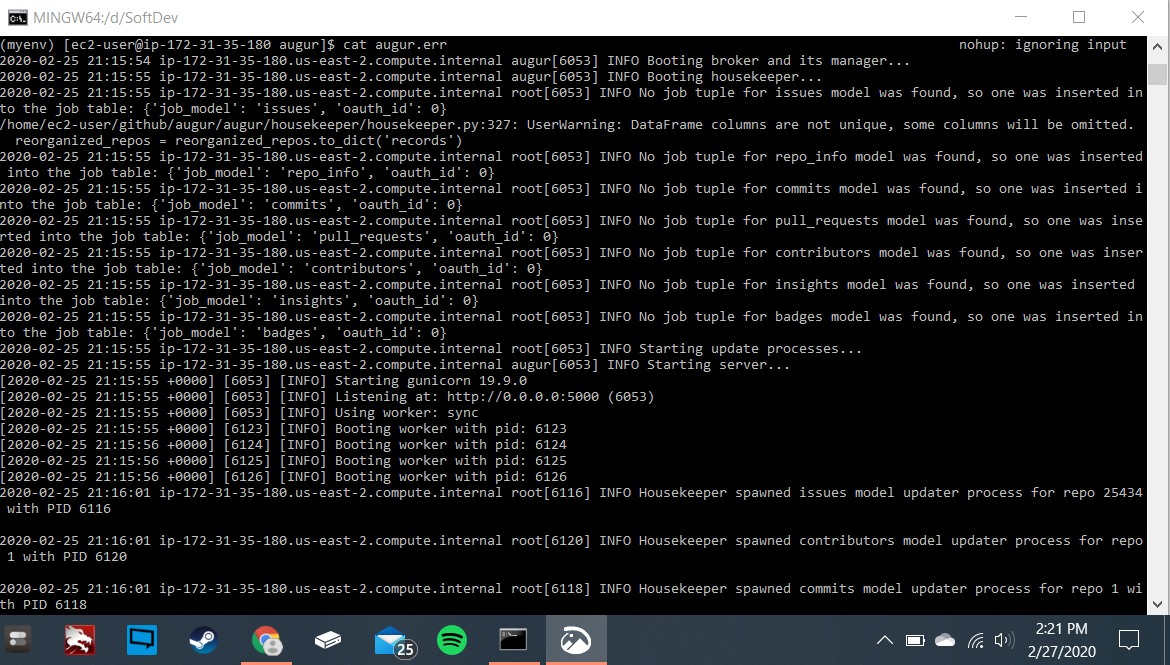 MINGW64:/d/SoftDev
(myenv) [ec2-user@ip-172-31-35-180 augur]$ cat augur.err nohup: ignoring input
2020-02-25 21:15:54 ip-172-31-35-180.us-east-2.compute.internal augur[6053] INFO Booting broker and its manager...
2020-02-25 21:15:55 ip-172-31-35-180.us-east-2.compute.internal augur[6053] INFO Booting housekeeper...
2020-02-25 21:15:55 ip-172-31-35-180.us-east-2.compute.internal root[6053] INFO No job tuple for issues model was found, so one was inserted in
to the job table: {'job_model': 'issues', 'oauth_id': 0}
/home/ec2-user/github/augur/augur/housekeeper/housekeeper.py:327: UserWarning: DataFrame columns are not unique, some columns will be omitted.
reorganized_repos = reorganized_repos.to_dict('records')
2020-02-25 21:15:55 ip-172-31-35-180.us-east-2.compute.internal root[6053] INFO No job tuple for repo_info model was found, so one was inserted
into the job table: {'job_model': 'repo_info', 'oauth_id': 0}
2020-02-25 21:15:55 ip-172-31-35-180.us-east-2.compute.internal root[6053] INFO No job tuple for commits model was found, so one was inserted i
nto the job table: {'job_model': 'commits', 'oauth_id': 0}
2020-02-25 21:15:55 ip-172-31-35-180.us-east-2.compute.internal root[6053] INFO No job tuple for pull_requests model was found, so one was inse
rted into the job table: {'job_model': 'pull_requests', 'oauth_id': 0}
2020-02-25 21:15:55 ip-172-31-35-180.us-east-2.compute.internal root[6053] INFO No job tuple for contributors model was found, so one was inser
ted into the job table: {'job_model': 'contributors', 'oauth_id': 0}
2020-02-25 21:15:55 ip-172-31-35-180.us-east-2.compute.internal root[6053] INFO No job tuple for insights model was found, so one was inserted
into the job table: {'job_model': 'insights', 'oauth_id': 0}
2020-02-25 21:15:55 ip-172-31-35-180.us-east-2.compute.internal root[6053] INFO No job tuple for badges model was found, so one was inserted in
to the job table: {'job_model': 'badges', 'oauth_id': 0}
2020-02-25 21:15:55 ip-172-31-35-180.us-east-2.compute.internal root[6053] INFO Starting update processes...
2020-02-25 21:15:55 ip-172-31-35-180.us-east-2.compute.internal augur[6053] INFO Starting server...
[2020-02-25 21:15:55 +0000] [6053] [INFO] Starting gunicorn 19.9.0
[2020-02-25 21:15:55 +0000] [6053] [INFO] Listening at: http://0.0.0.0:5000 (6053)
[2020-02-25 21:15:55 +0000] [6053] [INFO] Using worker: sync
[2020-02-25 21:15:55 +0000] [6123] [INFO] Booting worker with pid: 6123
[2020-02-25 21:15:56 +0000] [6124] [INFO] Booting worker with pid: 6124
[2020-02-25 21:15:56 +0000] [6125] [INFO] Booting worker with pid: 6125
[2020-02-25 21:15:56 +0000] [6126] [INFO] Booting worker with pid: 6126
2020-02-25 21:16:01 ip-172-31-35-180.us-east-2.compute.internal root[6116] INFO Housekeeper spawned issues model updater process for repo 25434
with PID 6116
2020-02-25 21:16:01 ip-172-31-35-180.us-east-2.compute.internal root[6120] INFO Housekeeper spawned contributors model updater process for repo
1 with PID 6120
2020-02-25 21:16:01 ip-172-31-35-180.us-east-2.compute.internal root[6118] INFO Housekeeper spawned commits model updater process for repo 1 wi
th PID 6118
25
2:21 PM
2/27/2020